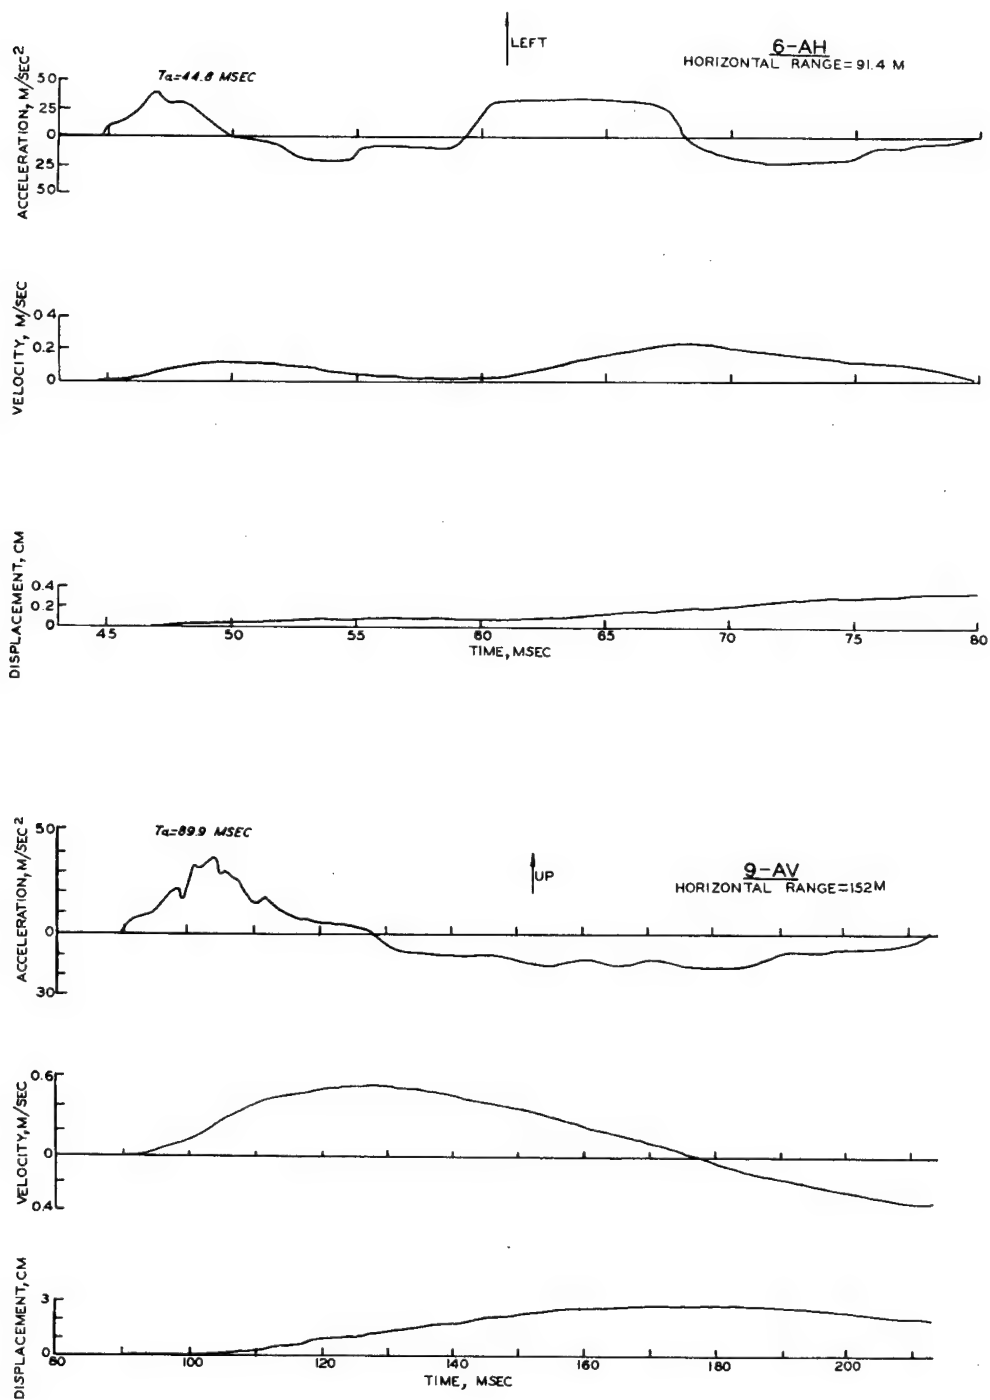 LEFT
6-AH
HORIZONTAL RANGE=91.4 M
Ta=44.8 MSEC
ACCELERATION, M/SEC2
50
25
0
25
50
VELOCITY, M/SEC
0.4
0.2
0
DISPLACEMENT, CM
0.4
0.2
0
45 50 55 60 65 70 75 80
TIME, MSEC
Ta=89.9 MSEC
UP
9-AV
HORIZONTAL RANGE=152M
ACCELERATION, M/SEC2
50
0
30
VELOCITY, M/SEC
0.6
0
0.4
DISPLACEMENT, CM
3
0
80 100 120 140 160 180 200
TIME, MSEC